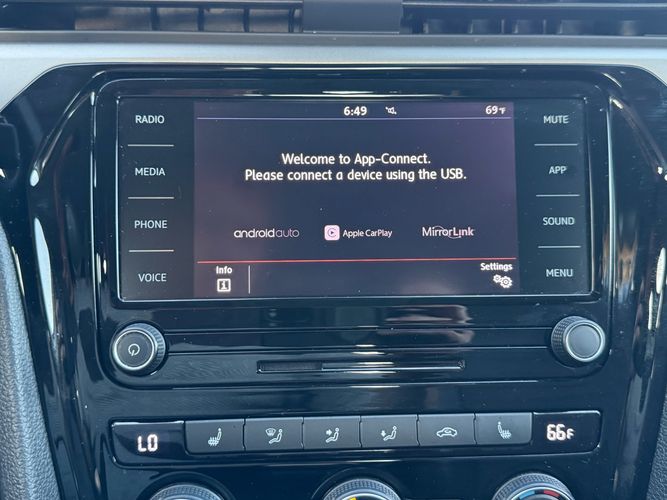 6:49 69°F
RADIO
MEDIA
PHONE
VOICE
Welcome to App-Connect.
Please connect a device using the USB.
androidauto Apple CarPlay MirrorLink
Info Settings
i
MUTE
APP
SOUND
MENU
LO 66°F